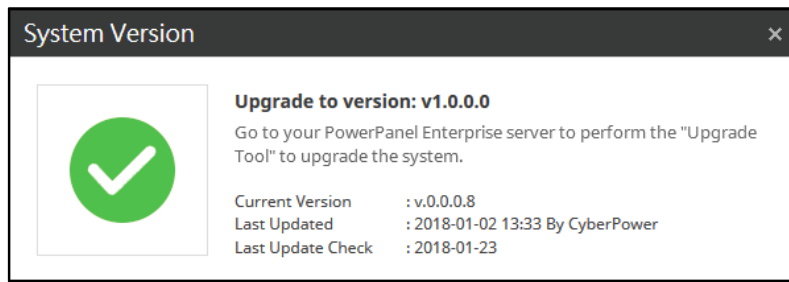 System Version
Upgrade to version: v1.0.0.0
Go to your PowerPanel Enterprise server to perform the "Upgrade
Tool" to upgrade the system.
Current Version : v.0.0.0.8
Last Updated : 2018-01-02 13:33 By CyberPower
Last Update Check : 2018-01-23